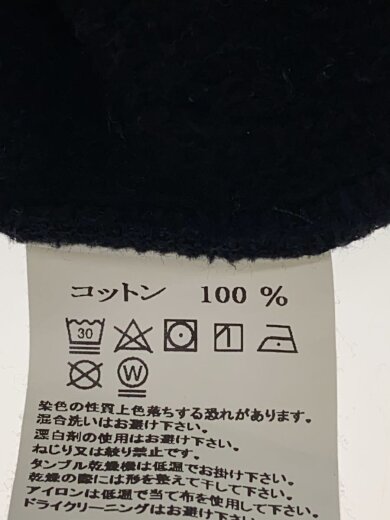 コットン 100 %
30
W
染色の性質上色落ちする恐れがあります。
混合洗いはお避け下さい。
漂白剤の使用はお避け下さい。
ねじり又は絞り禁止です。
タンブル乾燥機は低温でお掛け下さい。
乾燥の際には形を整えて干して下さい。
アイロンは低温で当て布を使用して下さい。
ドライクリーニングはお避け下さい。